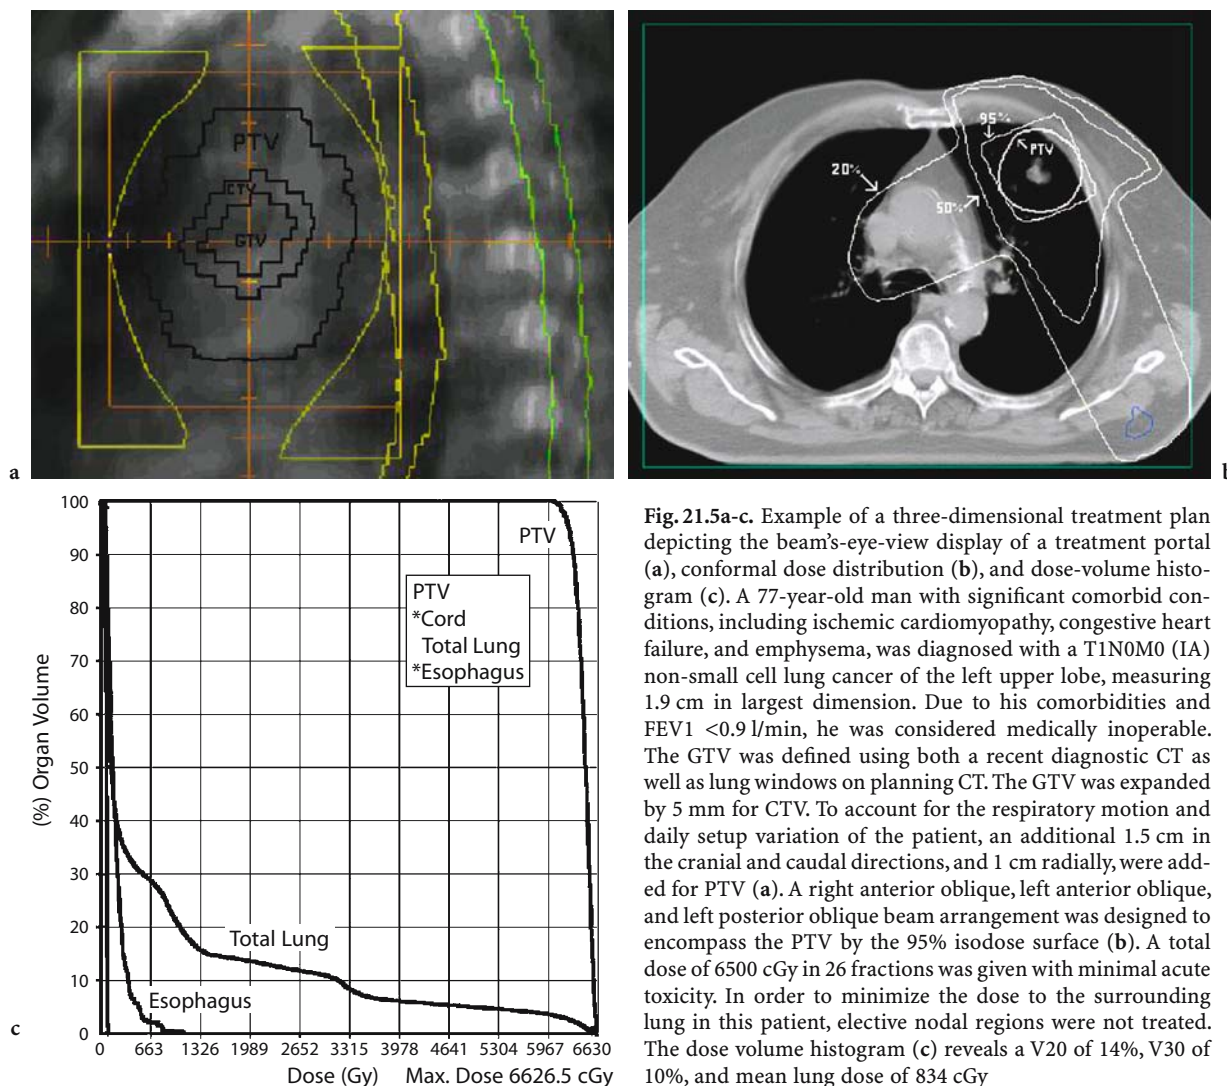 PTV
CTV
GTV
a
95%
PTV
20%
50%
b
100
90
80
70
60
50
40
30
20
10
0
(%) Organ Volume
PTV
PTV
*Cord
Total Lung
*Esophagus
Total Lung
Esophagus
c
0 663 1326 1989 2652 3315 3978 4641 5304 5967 6630
Dose (Gy) Max. Dose 6626.5 cGy
Fig. 21.5a-c. Example of a three-dimensional treatment plan
depicting the beam's-eye-view display of a treatment portal
(a), conformal dose distribution (b), and dose-volume histo-
gram (c). A 77-year-old man with significant comorbid con-
ditions, including ischemic cardiomyopathy, congestive heart
failure, and emphysema, was diagnosed with a T1N0M0 (IA)
non-small cell lung cancer of the left upper lobe, measuring
1.9 cm in largest dimension. Due to his comorbidities and
FEV1 <0.9 l/min, he was considered medically inoperable.
The GTV was defined using both a recent diagnostic CT as
well as lung windows on planning CT. The GTV was expanded
by 5 mm for CTV. To account for the respiratory motion and
daily setup variation of the patient, an additional 1.5 cm in
the cranial and caudal directions, and 1 cm radially, were add-
ed for PTV (a). A right anterior oblique, left anterior oblique,
and left posterior oblique beam arrangement was designed to
encompass the PTV by the 95% isodose surface (b). A total
dose of 6500 cGy in 26 fractions was given with minimal acute
toxicity. In order to minimize the dose to the surrounding
lung in this patient, elective nodal regions were not treated.
The dose volume histogram (c) reveals a V20 of 14%, V30 of
10%, and mean lung dose of 834 cGy